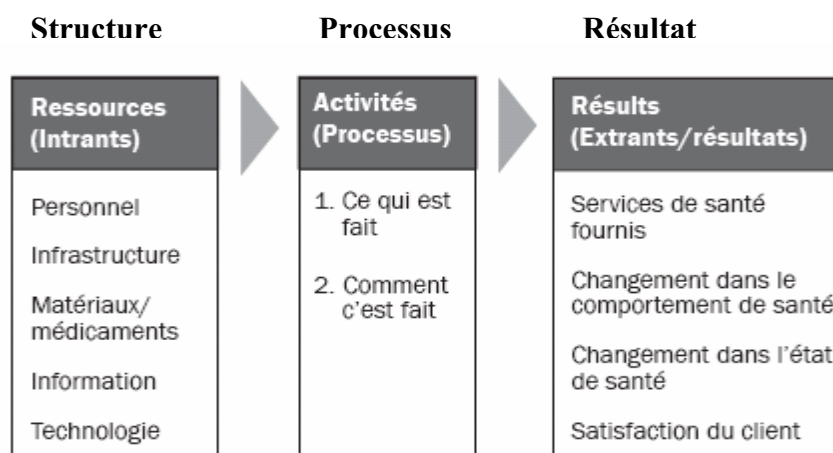 Structure
Processus
Résultat
Ressources
(Intrants)
Personnel
Infrastructure
Matériaux/
médicaments
Information
Technologie
Activités
(Processus)
1. Ce qui est
fait
2. Comment
c'est fait
Résults
(Extrants/résultats)
Services de santé
fournis
Changement dans le
comportement de santé
Changement dans l'état
de santé
Satisfaction du client